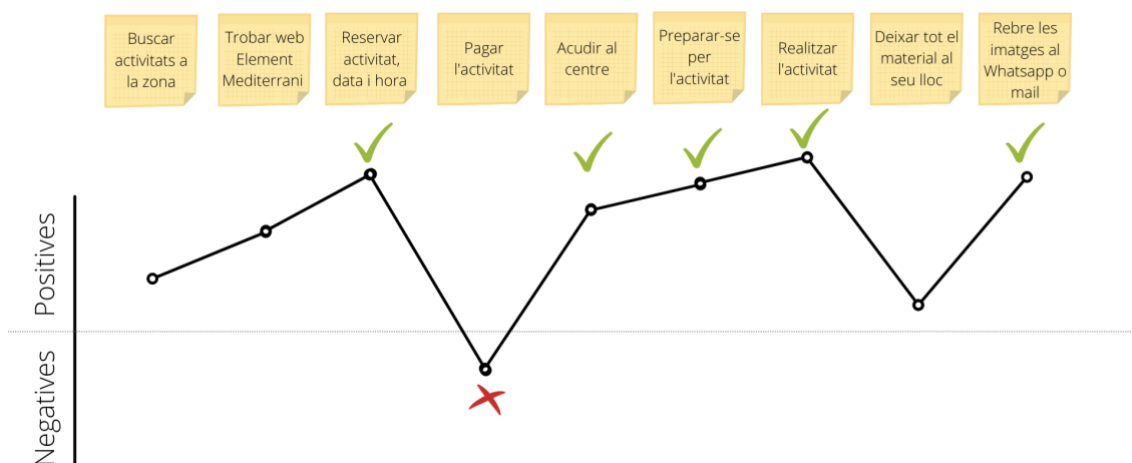 Buscar
activitats a
la zona
Trobar web
Element
Mediterrani
Reservar
activitat,
data i hora
Pagar
l'activitat
Acudir al
centre
Preparar-se
per
l'activitat
Realitzar
l'activitat
Deixar tot el
material al
seu lloc
Rebre les
imatges al
Whatsapp o
mail
Positives
Negatives